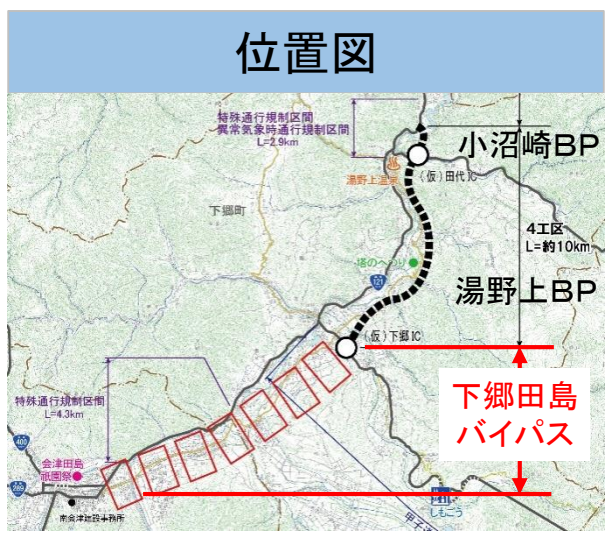 位置図
特殊通行規制区間
異常気象時通行規制区間
L=2.9km
小沼崎BP
(仮)田代IC
湯野上温泉
下郷町
4工区
L=約10km
塔のへつり
121
湯野上BP
(仮)下郷IC
特殊通行規制区間
L=4.3km
下郷田島
バイパス
400
会津田島
祇園祭
289
しもごう
南会津建設事務所